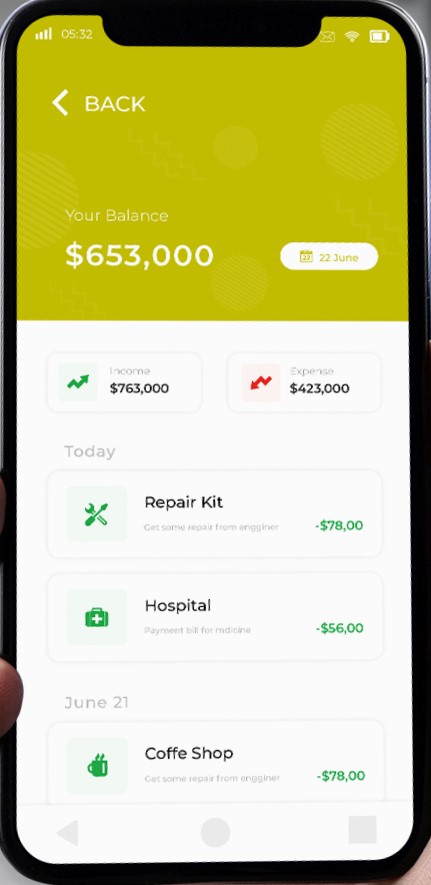 05:32
BACK
Your Balance
$653,000
27 22 June
Income
$763,000
Expense
$423,000
Today
Repair Kit
Get some repair from engginer
-$78,00
Hospital
Payment bill for mdicine
-$56,00
June 21
Coffe Shop
Get some repair from engginer
-$78,00